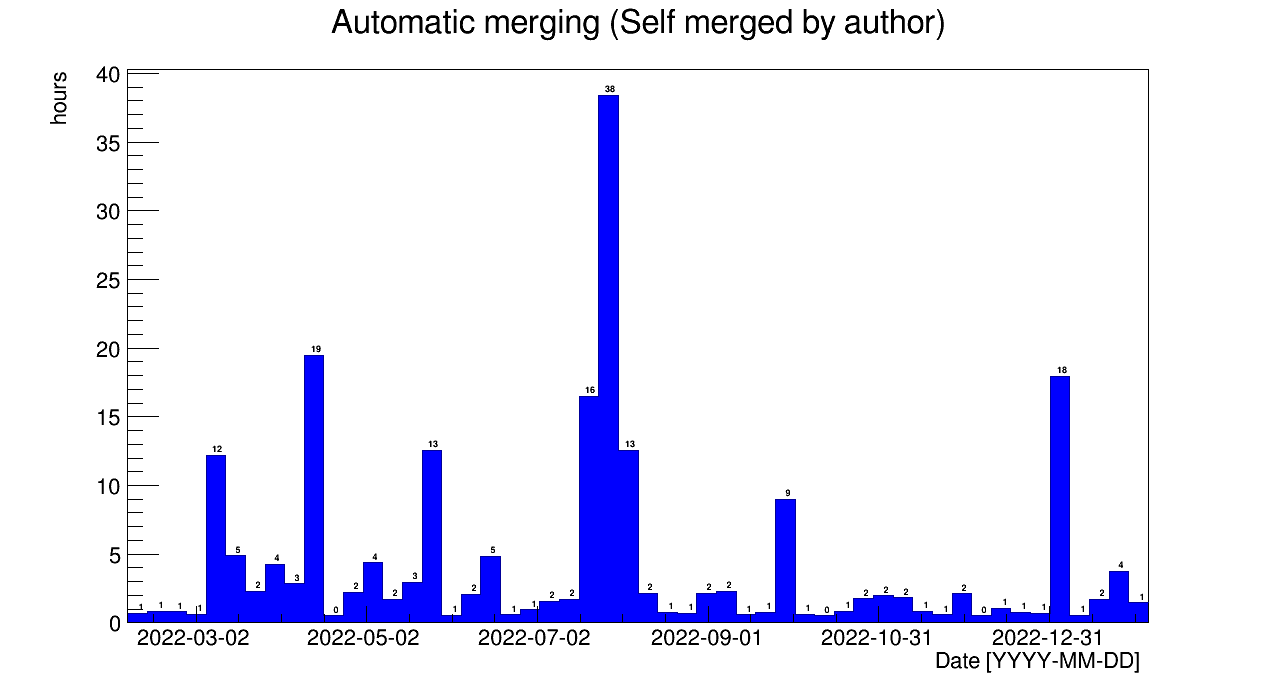 Automatic merging (Self merged by author)
hours
40
35
30
25
20
15
10
5
0
1 1 1 1 12 5 2 4 3 19 0 2 4 2 3 13 1 2 5 1 1 2 2 16 38 13 2 1 1 2 2 1 1 9 1 0 1 2 2 2 1 1 2 0 1 1 1 18 1 2 4 1
2022-03-02 2022-05-02 2022-07-02 2022-09-01 2022-10-31 2022-12-31
Date [YYYY-MM-DD]